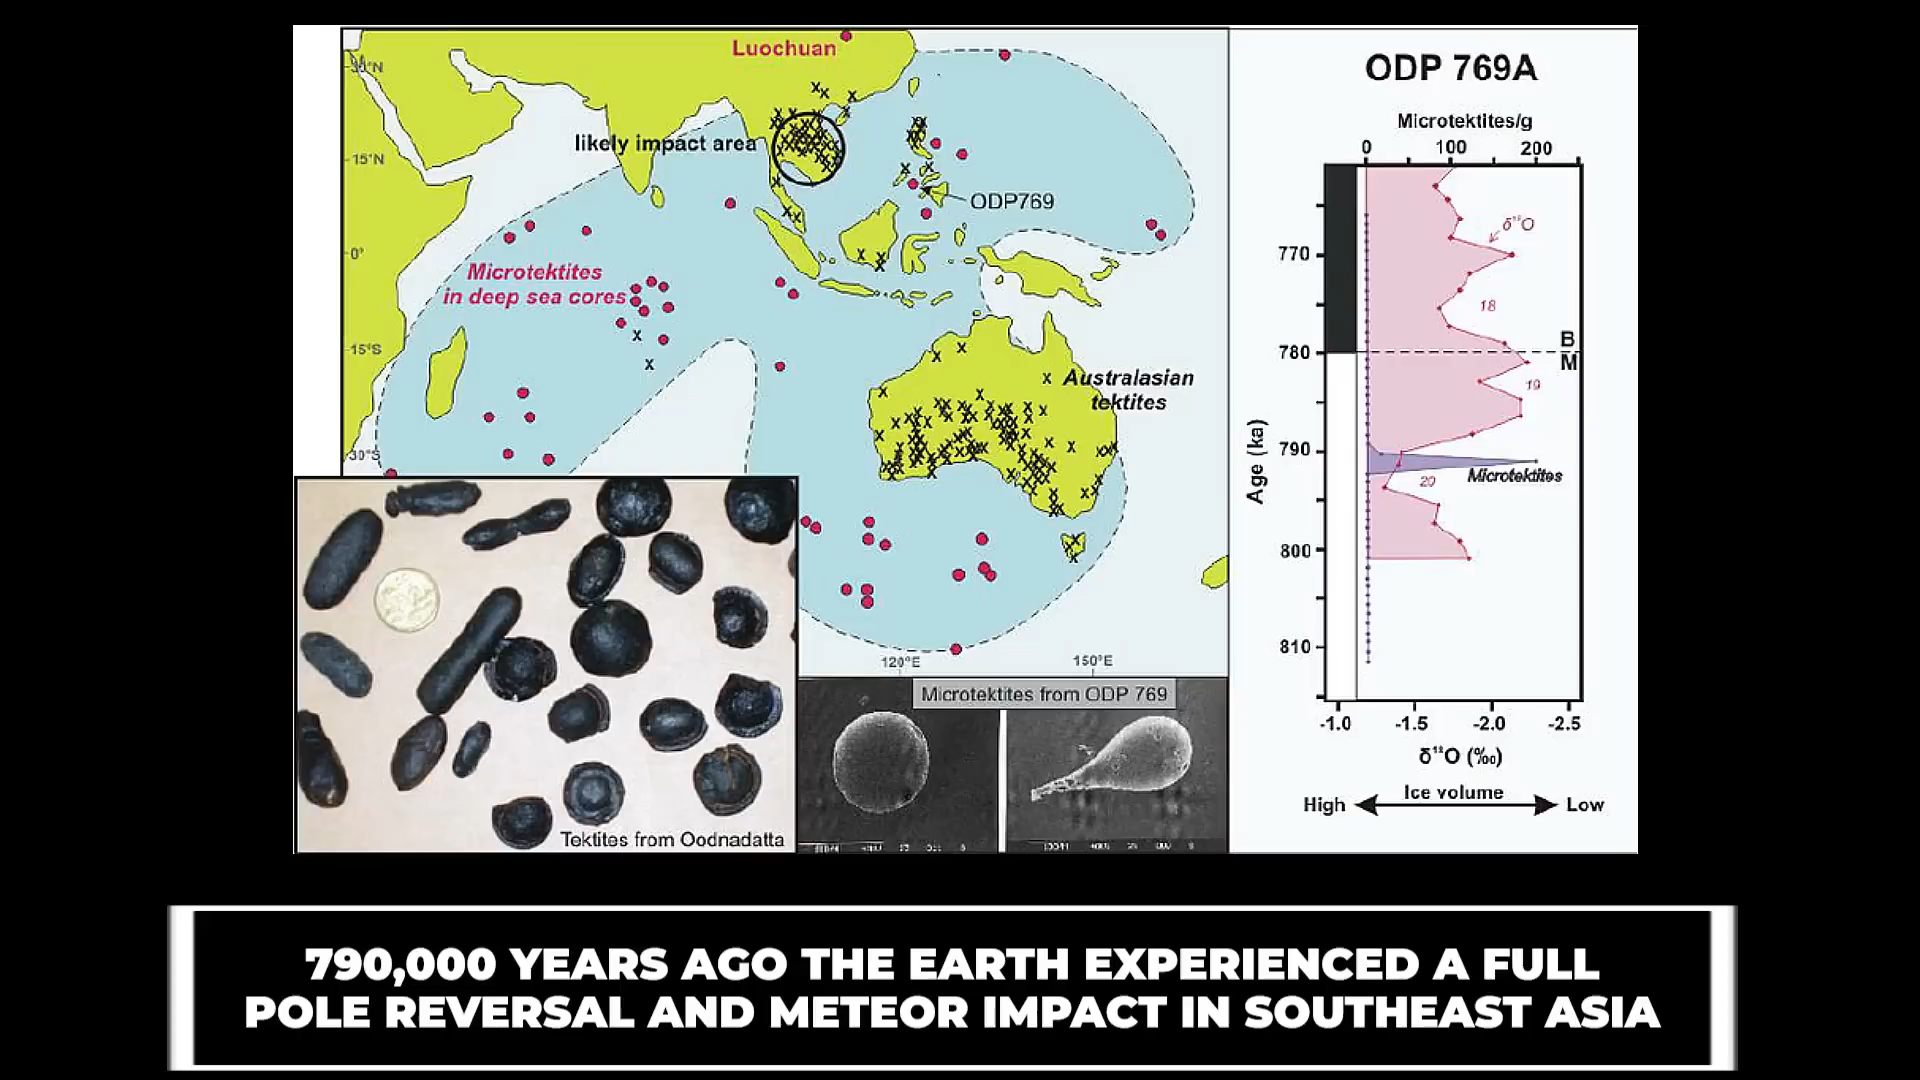 Luochuan
30°N
likely impact area
15°N
ODP769
0°
Microtektites
in deep sea cores
15°S
Australasian
tektites
30°S
120°E
150°E
Tektites from Oodnadatta
Microtektites from ODP 769
ODP 769A
Microtektites/g
0 100 200
δ¹⁸O
770
18
B
780
M
19
Age (ka)
790
Microtektites
20
800
810
-1.0 -1.5 -2.0 -2.5
δ¹⁸O (‰)
Ice volume
High Low
790,000 YEARS AGO THE EARTH EXPERIENCED A FULL
POLE REVERSAL AND METEOR IMPACT IN SOUTHEAST ASIA